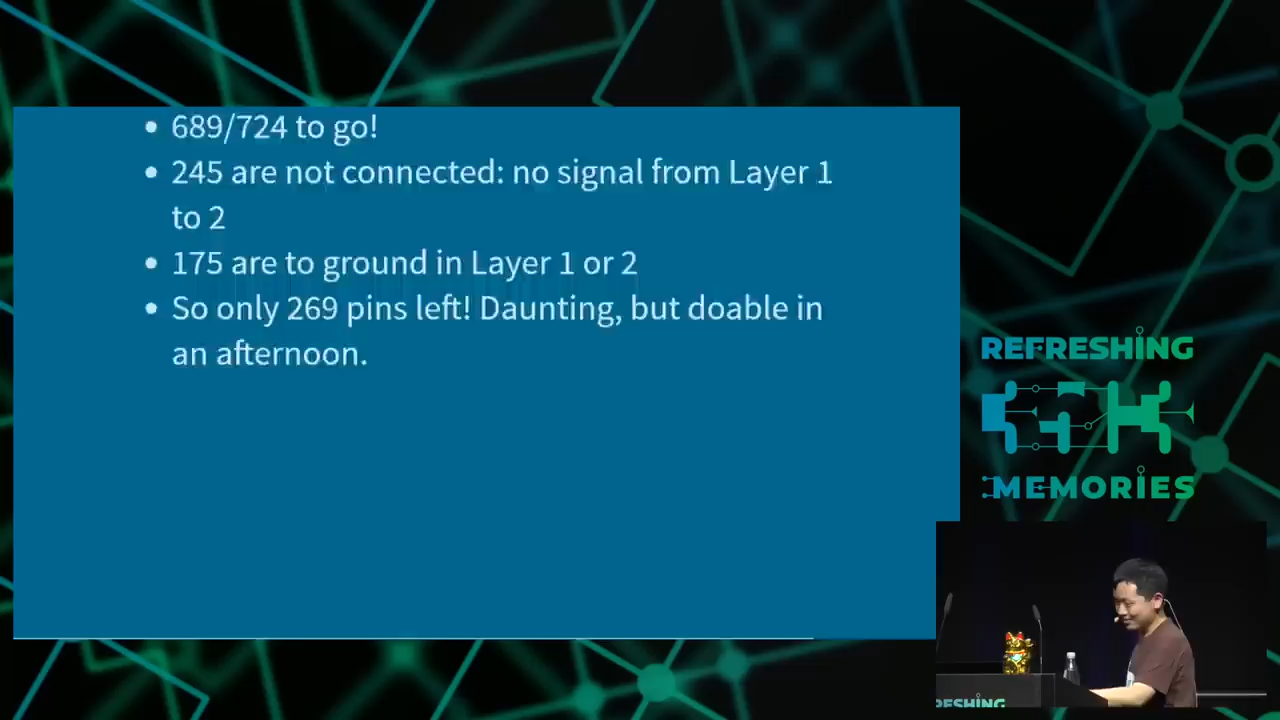 689/724 to go!
245 are not connected: no signal from Layer 1
to 2
175 are to ground in Layer 1 or 2
So only 269 pins left! Daunting, but doable in
an afternoon.
REFRESHING
MEMORIES